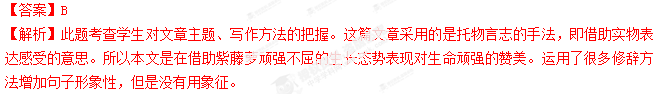 【答案】B
【解析】此题考查学生对文章主题、写作方法的把握。这篇文章采用的是托物言志的手法，即借助实物表
达感受的意思。所以本文是在借助紫藤萝顽强不屈的生长态势表现对生命顽强的赞美。运用了很多修辞方
法增加句子形象性，但是没有用象征。